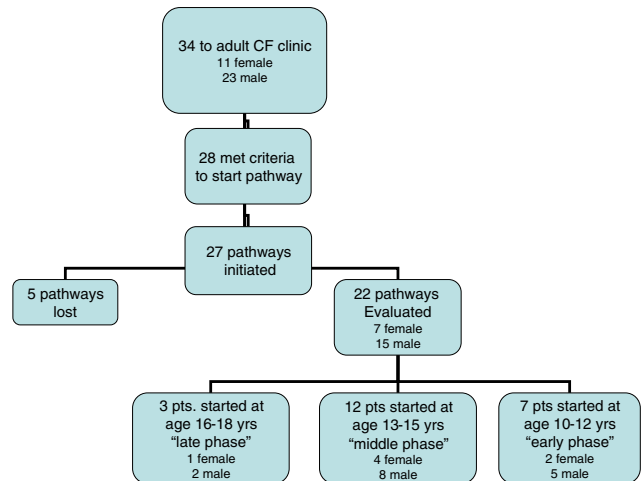 34 to adult CF clinic
11 female
23 male
28 met criteria
to start pathway
27 pathways
initiated
5 pathways
lost
22 pathways
Evaluated
7 female
15 male
3 pts. started at
age 16-18 yrs
“late phase”
1 female
2 male
12 pts started at
age 13-15 yrs
“middle phase”
4 female
8 male
7 pts started at
age 10-12 yrs
“early phase”
2 female
5 male